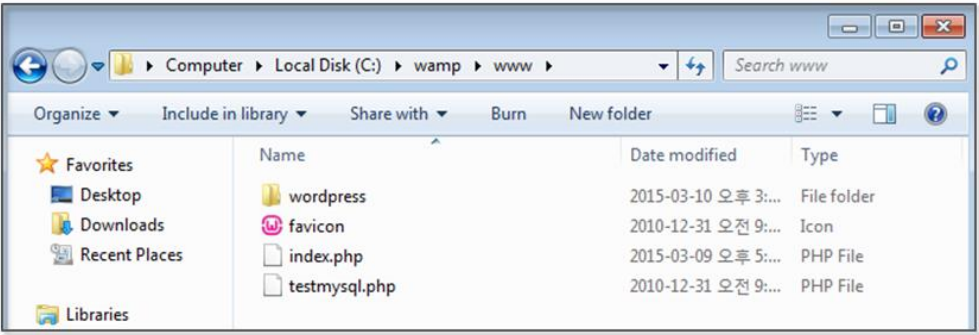 Computer Local Disk (C:) wamp www Search www
Organize Include in library Share with Burn New folder
Favorites
Desktop
Downloads
Recent Places
Libraries
Name Date modified Type
wordpress 2015-03-10 오후 3:... File folder
favicon 2010-12-31 오전 9:... Icon
index.php 2015-03-09 오후 5:... PHP File
testmysql.php 2010-12-31 오전 9:... PHP File